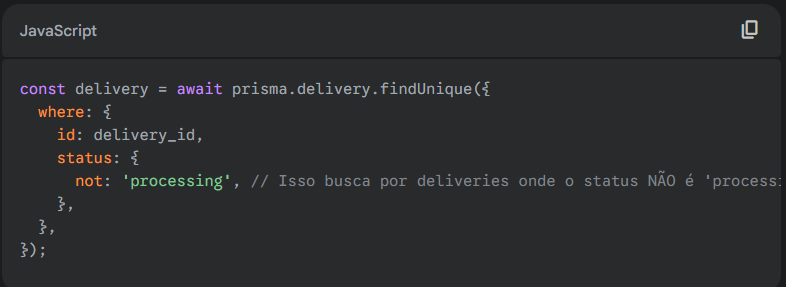 JavaScript
const delivery = await prisma.delivery.findUnique({
  where: {
    id: delivery_id,
    status: {
      not: 'processing', // Isso busca por deliveries onde o status NÃO é 'processi
    },
  },
});